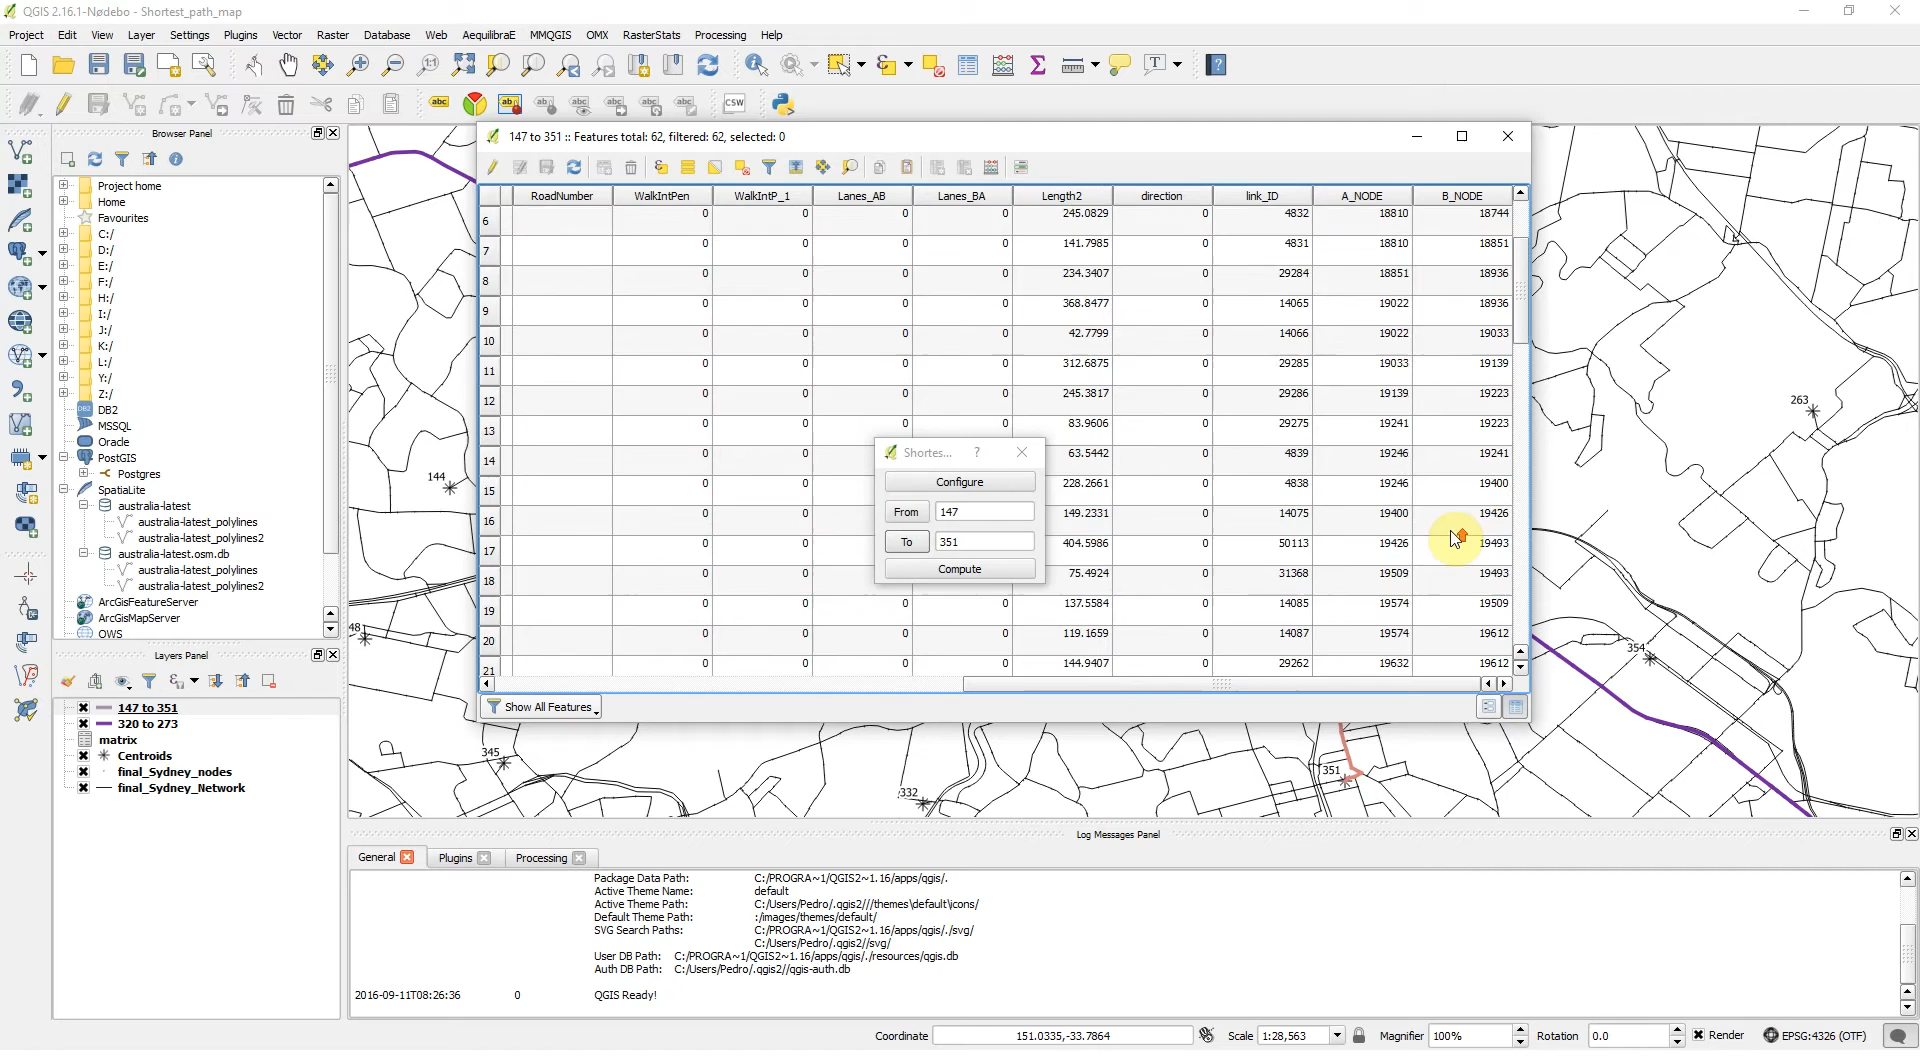 QGIS 2.16.1-Nødebo - Shortest_path_map
Project Edit View Layer Settings Plugins Vector Raster Database Web AequilibraE MMQGIS OMX RasterStats Processing Help
Browser Panel
Project home
Home
Favourites
C:/
D:/
E:/
F:/
H:/
I:/
J:/
K:/
L:/
Y:/
Z:/
DB2
MSSQL
Oracle
PostGIS
Postgres
SpatiaLite
australia-latest
australia-latest_polylines
australia-latest_polylines2
australia-latest.osm.db
australia-latest_polylines
australia-latest_polylines2
ArcGisFeatureServer
ArcGisMapServer
OWS
Layers Panel
147 to 351
320 to 273
matrix
Centroids
final_Sydney_nodes
final_Sydney_Network
147 to 351 :: Features total: 62, filtered: 62, selected: 0
RoadNumber WalkIntPen WalkIntP_1 Lanes_AB Lanes_BA Length2 direction link_ID A_NODE B_NODE
6 0 0 0 0 245.0829 0 4832 18810 18744
7 0 0 0 0 141.7985 0 4831 18810 18851
8 0 0 0 0 234.3407 0 29284 18851 18936
9 0 0 0 0 368.8477 0 14065 19022 18936
10 0 0 0 0 42.7799 0 14066 19022 19033
11 0 0 0 0 312.6875 0 29285 19033 19139
12 0 0 0 0 245.3817 0 29286 19139 19223
13 0 0 0 0 83.9606 0 29275 19241 19223
14 0 0 63.5442 0 4839 19246 19241
15 0 0 228.2661 0 4838 19246 19400
16 0 0 149.2331 0 14075 19400 19426
17 0 0 404.5986 0 50113 19426 19493
18 0 0 75.4924 0 31368 19509 19493
19 0 0 0 0 137.5584 0 14085 19574 19509
20 0 0 0 0 119.1659 0 14087 19574 19612
21 0 0 0 0 144.9407 0 29262 19632 19612
Show All Features
Shortes... ?
Configure
From 147
To 351
Compute
144
48
345
332
351
354
263
Log Messages Panel
General Plugins Processing
Package Data Path: C:/PROGRA~1/QGIS2~1.16/apps/qgis/.
Active Theme Name: default
Active Theme Path: C:/Users/Pedro/.qgis2///themes\default\icons/
Default Theme Path: :/images/themes/default/
SVG Search Paths: C:/PROGRA~1/QGIS2~1.16/apps/qgis/./svg/
C:/Users/Pedro/.qgis2//svg/
User DB Path: C:/PROGRA~1/QGIS2~1.16/apps/qgis/./resources/qgis.db
Auth DB Path: C:/Users/Pedro/.qgis2//qgis-auth.db
2016-09-11T08:26:36 0 QGIS Ready!
Coordinate 151.0335,-33.7864 Scale 1:28,563 Magnifier 100% Rotation 0.0 Render EPSG:4326 (OTF)